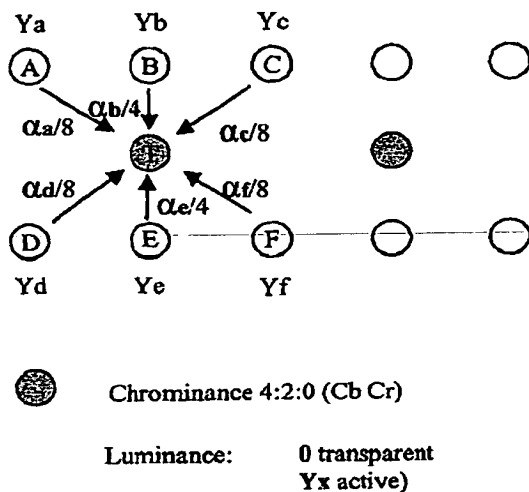 Ya Yb Yc
A B C
αb/4
αa/8 αc/8
T
αd/8 αf/8
αe/4
D E F
Yd Ye Yf
Chrominance 4:2:0 (Cb Cr)
Luminance: 0 transparent
Yx active)